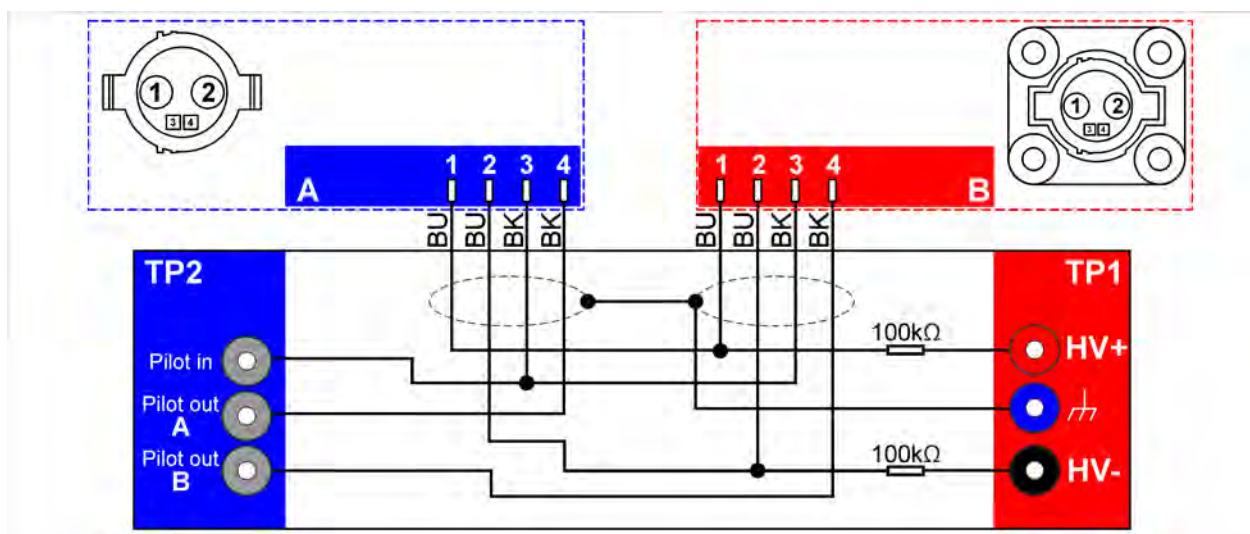 1 2
3 4
1 2
3 4
1 2 3 4
A
1 2 3 4
B
BU BU BK BK
BU BU BK BK
TP2
TP1
100kΩ
HV+
Pilot in
Pilot out
A
Pilot out
B
100kΩ
HV-